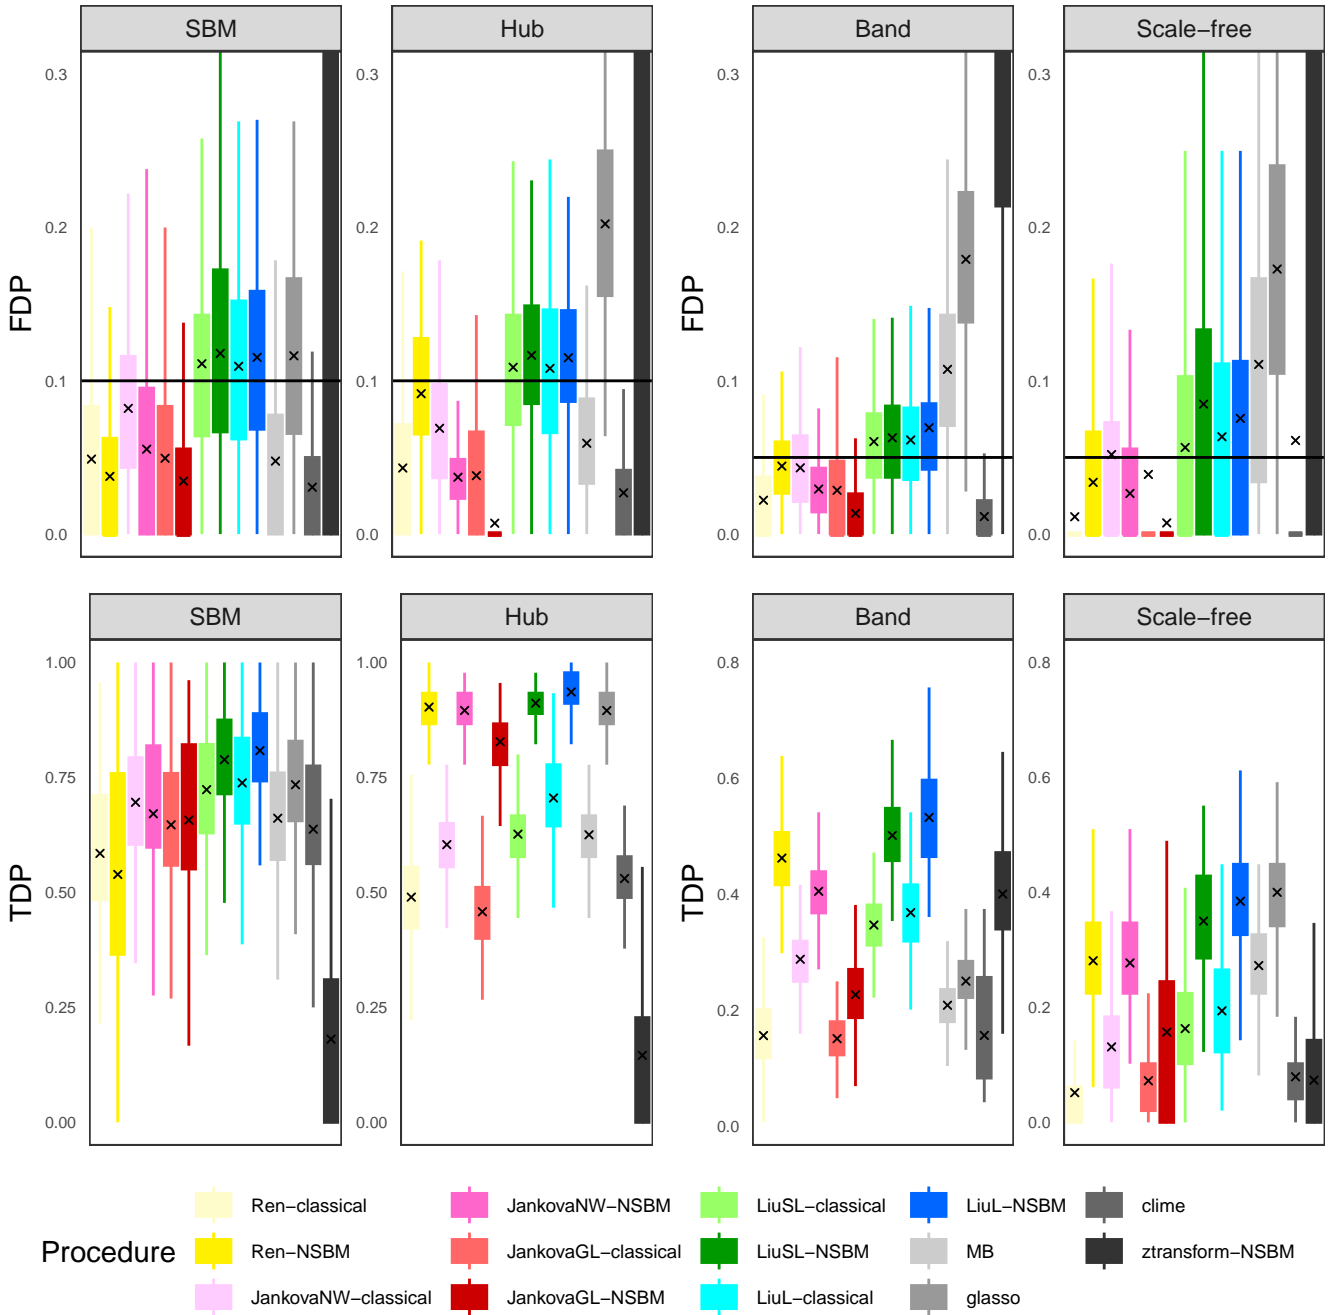 SBM Hub Band Scale−free
0.3 0.3 0.3 0.3
0.2 0.2 0.2 0.2
FDP FDP
0.1 0.1 0.1 0.1
0.0 0.0 0.0 0.0
SBM Hub Band Scale−free
1.00 1.00 0.8 0.8
0.75 0.75 0.6 0.6
TDP 0.50 0.50 TDP 0.4 0.4
0.25 0.25 0.2 0.2
0.00 0.00 0.0 0.0
Ren−classical JankovaNW−NSBM LiuSL−classical LiuL−NSBM clime
Procedure Ren−NSBM JankovaGL−classical LiuSL−NSBM MB ztransform−NSBM
JankovaNW−classical JankovaGL−NSBM LiuL−classical glasso